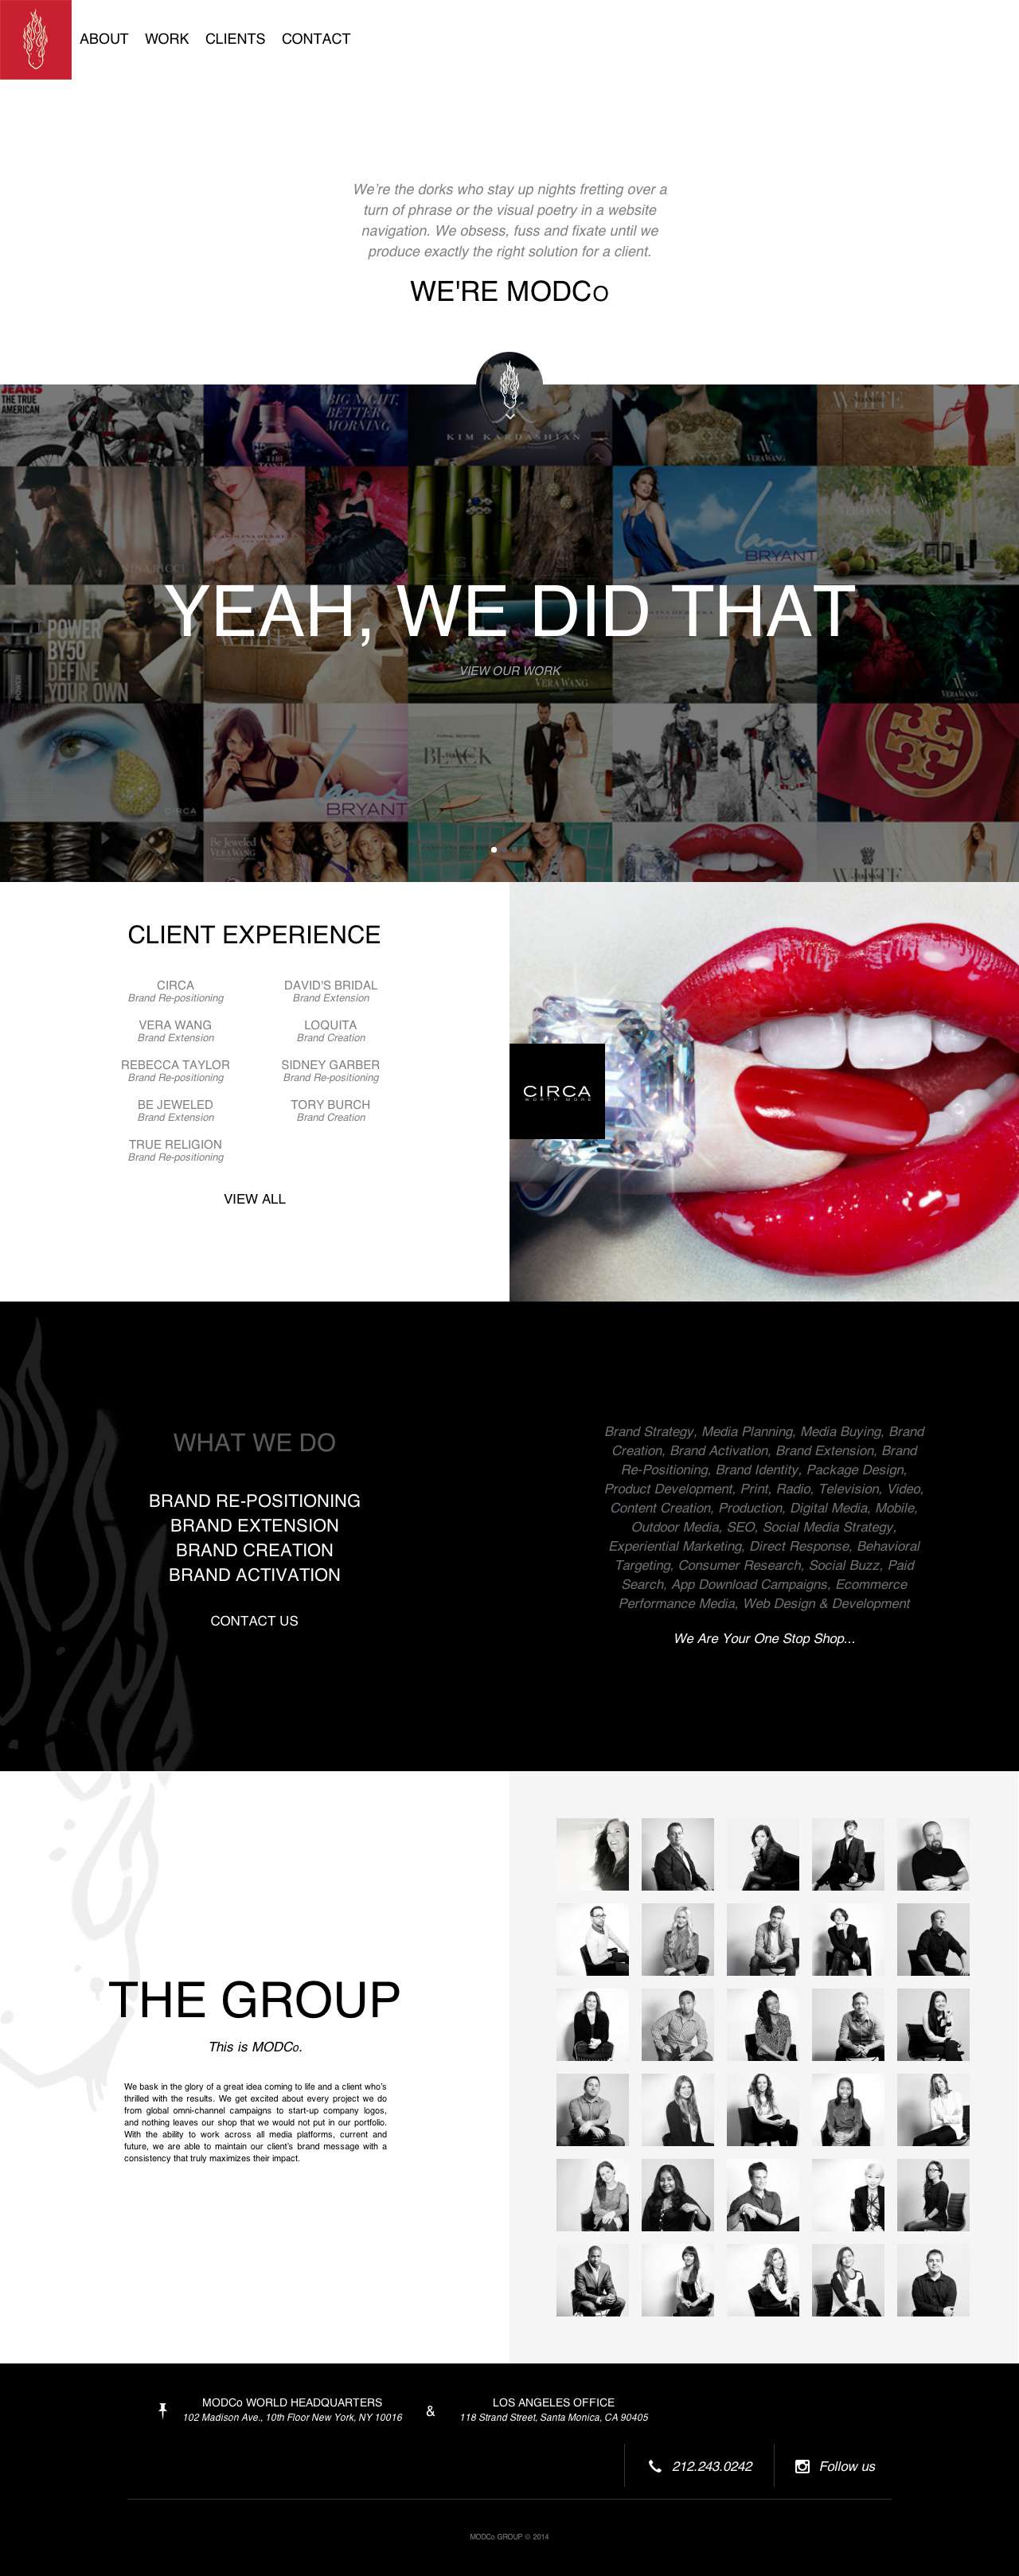 ABOUT WORK CLIENTS CONTACT
We're the dorks who stay up nights fretting over a
turn of phrase or the visual poetry in a website
navigation. We obsess, fuss and fixate until we
produce exactly the right solution for a client.
WE'RE MODCo
JEANS
THE TRUE
AMERICAN
BIG NIGHT,
BETTER
MORNING
KIM KARDASHIAN
VERA WANG
WHITE
NINA RICCI
Lane
BRYANT
YEAH, WE DID THAT
POWER
BY50
DEFINE
YOUR OWN
VIEW OUR WORK
VERA WANG
VERA WANG
CIRCA
Lane
BRYANT
BLACK
Be Jeweled
VERA WANG
WHITE
CLIENT EXPERIENCE
CIRCA
Brand Re-positioning
DAVID'S BRIDAL
Brand Extension
VERA WANG
Brand Extension
LOQUITA
Brand Creation
REBECCA TAYLOR
Brand Re-positioning
SIDNEY GARBER
Brand Re-positioning
BE JEWELED
Brand Extension
TORY BURCH
Brand Creation
TRUE RELIGION
Brand Re-positioning
VIEW ALL
CIRCA
WORTH MORE
WHAT WE DO
BRAND RE-POSITIONING
BRAND EXTENSION
BRAND CREATION
BRAND ACTIVATION
CONTACT US
Brand Strategy, Media Planning, Media Buying, Brand
Creation, Brand Activation, Brand Extension, Brand
Re-Positioning, Brand Identity, Package Design,
Product Development, Print, Radio, Television, Video,
Content Creation, Production, Digital Media, Mobile,
Outdoor Media, SEO, Social Media Strategy,
Experiential Marketing, Direct Response, Behavioral
Targeting, Consumer Research, Social Buzz, Paid
Search, App Download Campaigns, Ecommerce
Performance Media, Web Design & Development
We Are Your One Stop Shop...
THE GROUP
This is MODCo.
We bask in the glory of a great idea coming to life and a client who's
thrilled with the results. We get excited about every project we do
from global omni-channel campaigns to start-up company logos,
and nothing leaves our shop that we would not put in our portfolio.
With the ability to work across all media platforms, current and
future, we are able to maintain our client's brand message with a
consistency that truly maximizes their impact.
MODCo WORLD HEADQUARTERS
102 Madison Ave., 10th Floor New York, NY 10016
&
LOS ANGELES OFFICE
118 Strand Street, Santa Monica, CA 90405
212.243.0242
Follow us
MODCo GROUP © 2014